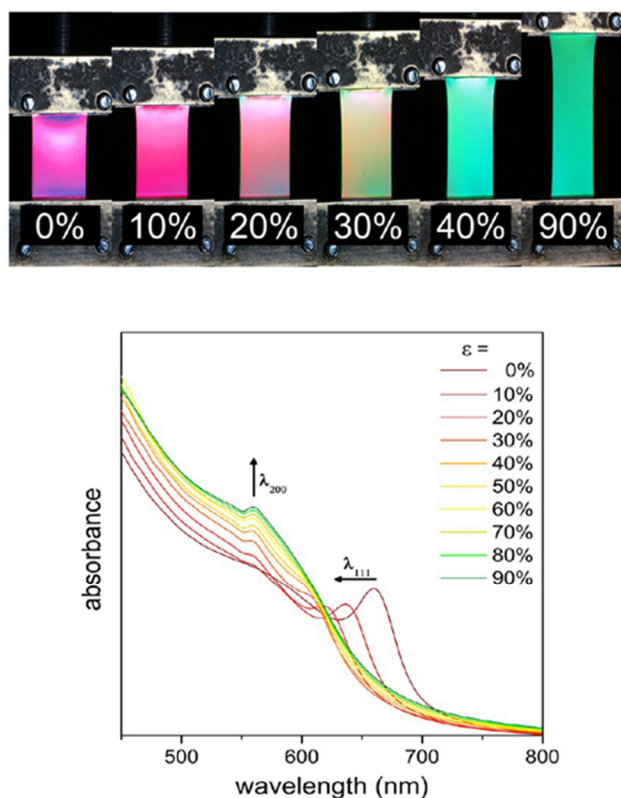 0% 10% 20% 30% 40% 90%
ε =
0%
10%
20%
30%
40%
50%
60%
70%
80%
90%
λ200
λ111
absorbance
500 600 700 800
wavelength (nm)